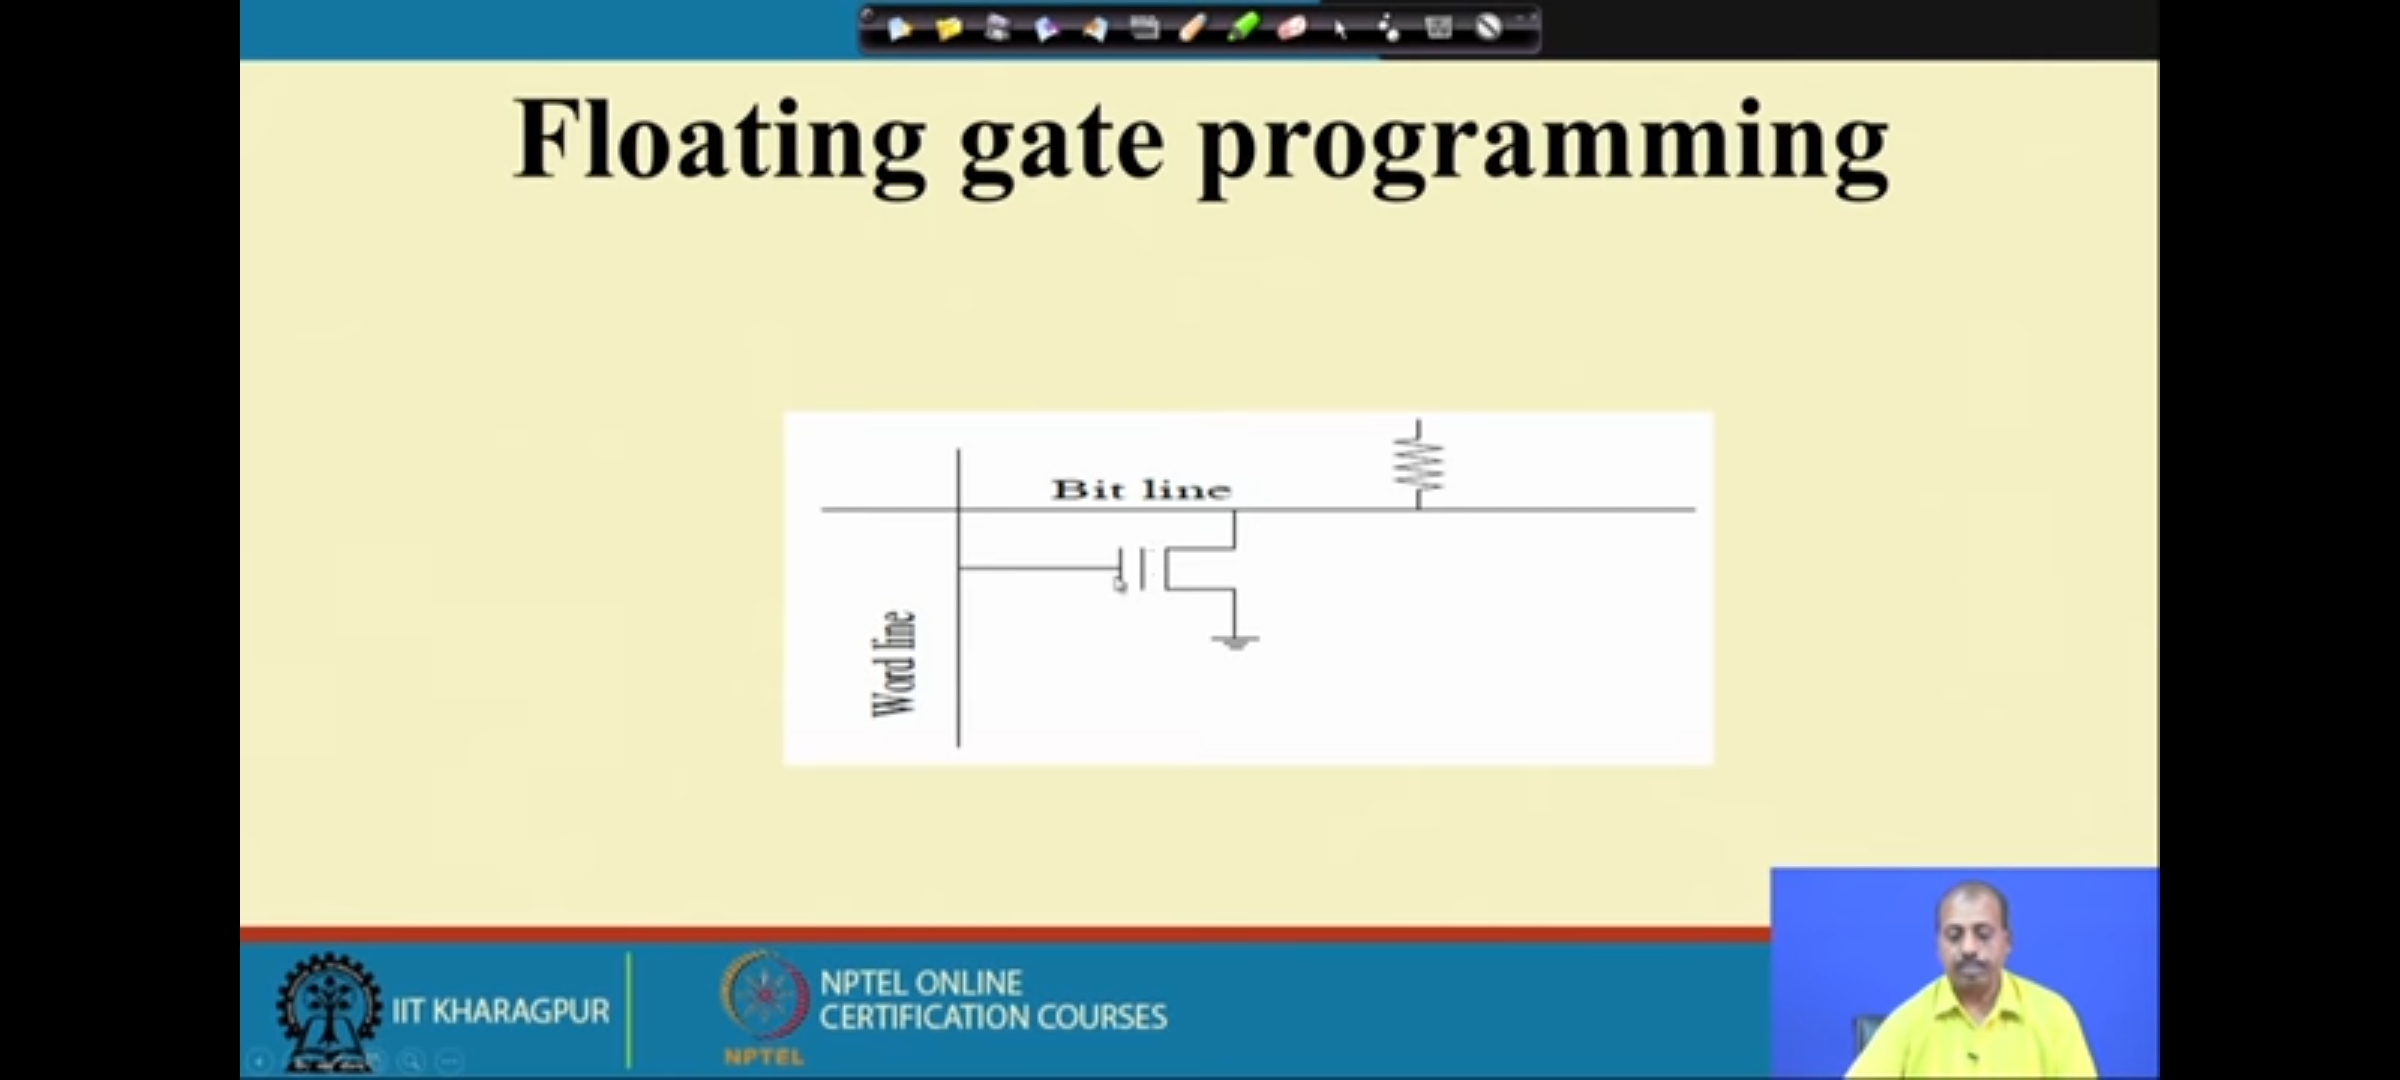 Floating gate programming
Bit line
Word line
IIT KHARAGPUR
NPTEL
NPTEL ONLINE
CERTIFICATION COURSES